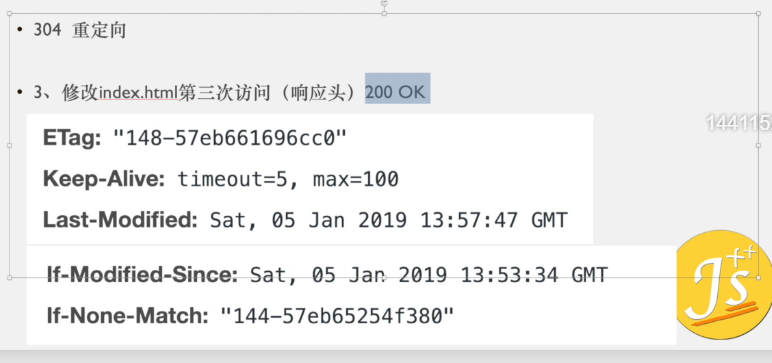 • 304 重定向
• 3、修改index.html第三次访问（响应头）200 OK
144115
ETag: "148-57eb661696cc0"
Keep-Alive: timeout=5, max=100
Last-Modified: Sat, 05 Jan 2019 13:57:47 GMT
If-Modified-Since: Sat, 05 Jan 2019 13:53:34 GMT
If-None-Match: "144-57eb65254f380"
Js++